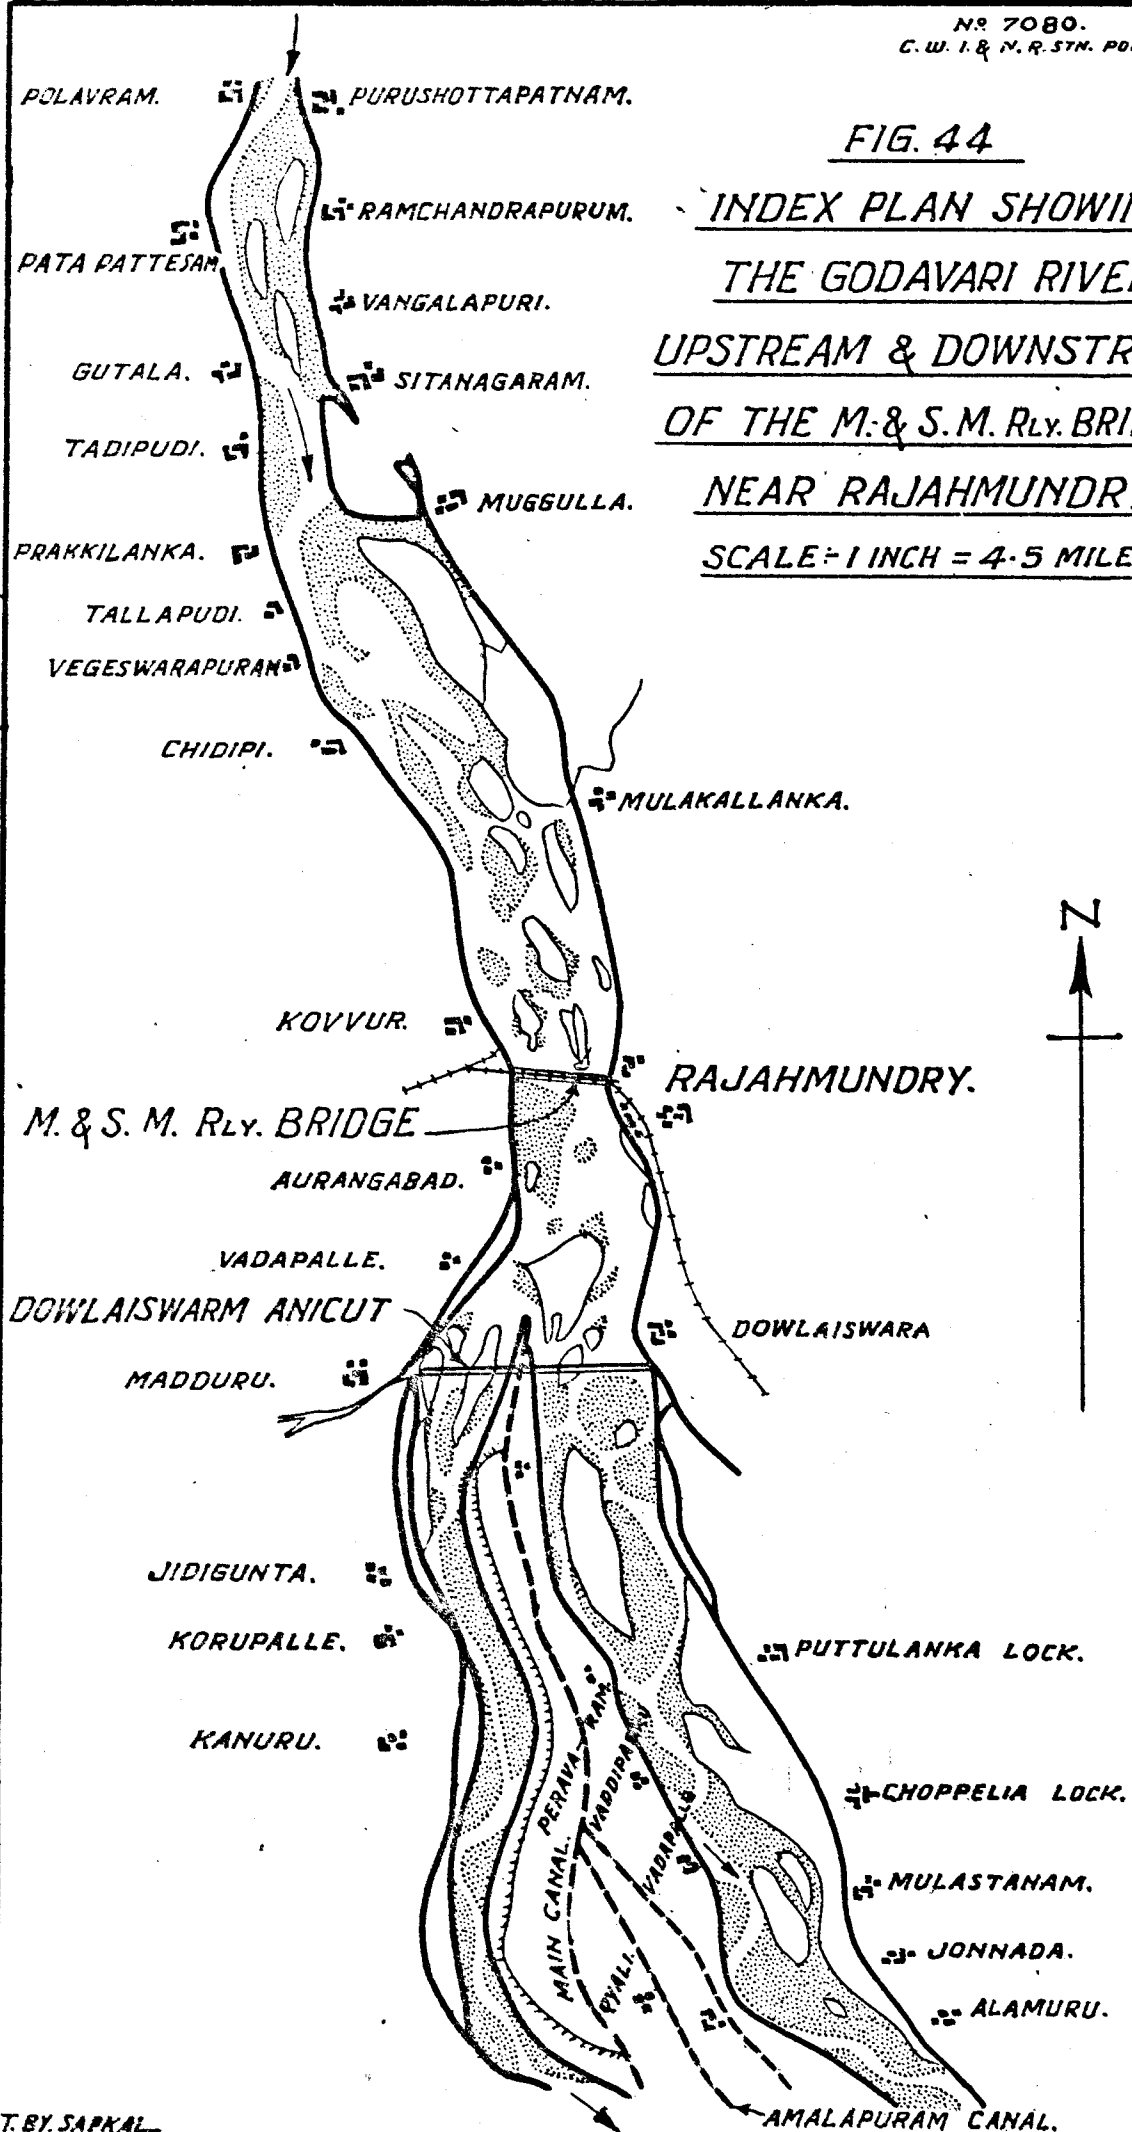 Nº 7080.
C. W. I. & N. R. STN. PO
FIG. 44
INDEX PLAN SHOWIN
THE GODAVARI RIVE
UPSTREAM & DOWNSTR
OF THE M. & S. M. RLY. BRI
NEAR RAJAHMUNDR
SCALE:- 1 INCH = 4.5 MILE
POLAVRAM.
PURUSHOTTAPATNAM.
RAMCHANDRAPURUM.
PATA PATTESAM
VANGALAPURI.
GUTALA.
SITANAGARAM.
TADIPUDI.
MUGGULLA.
PRAKKILANKA.
TALLAPUDI.
VEGESWARAPURAM
CHIDIPI.
MULAKALLANKA.
N
KOVVUR.
RAJAHMUNDRY.
M. & S. M. RLY. BRIDGE
AURANGABAD.
VADAPALLE.
DOWLAISWARM ANICUT
DOWLAISWARA
MADDURU.
JIDIGUNTA.
KORUPALLE.
PUTTULANKA LOCK.
KANURU.
PERAVA-
RAM.
VADDIPARRU
CHOPPELIA LOCK.
VADAPALLE
MAIN CANAL.
MULASTANAM.
PYALI.
JONNADA.
ALAMURU.
AMALAPURAM CANAL.
T. BY. SAPKAL